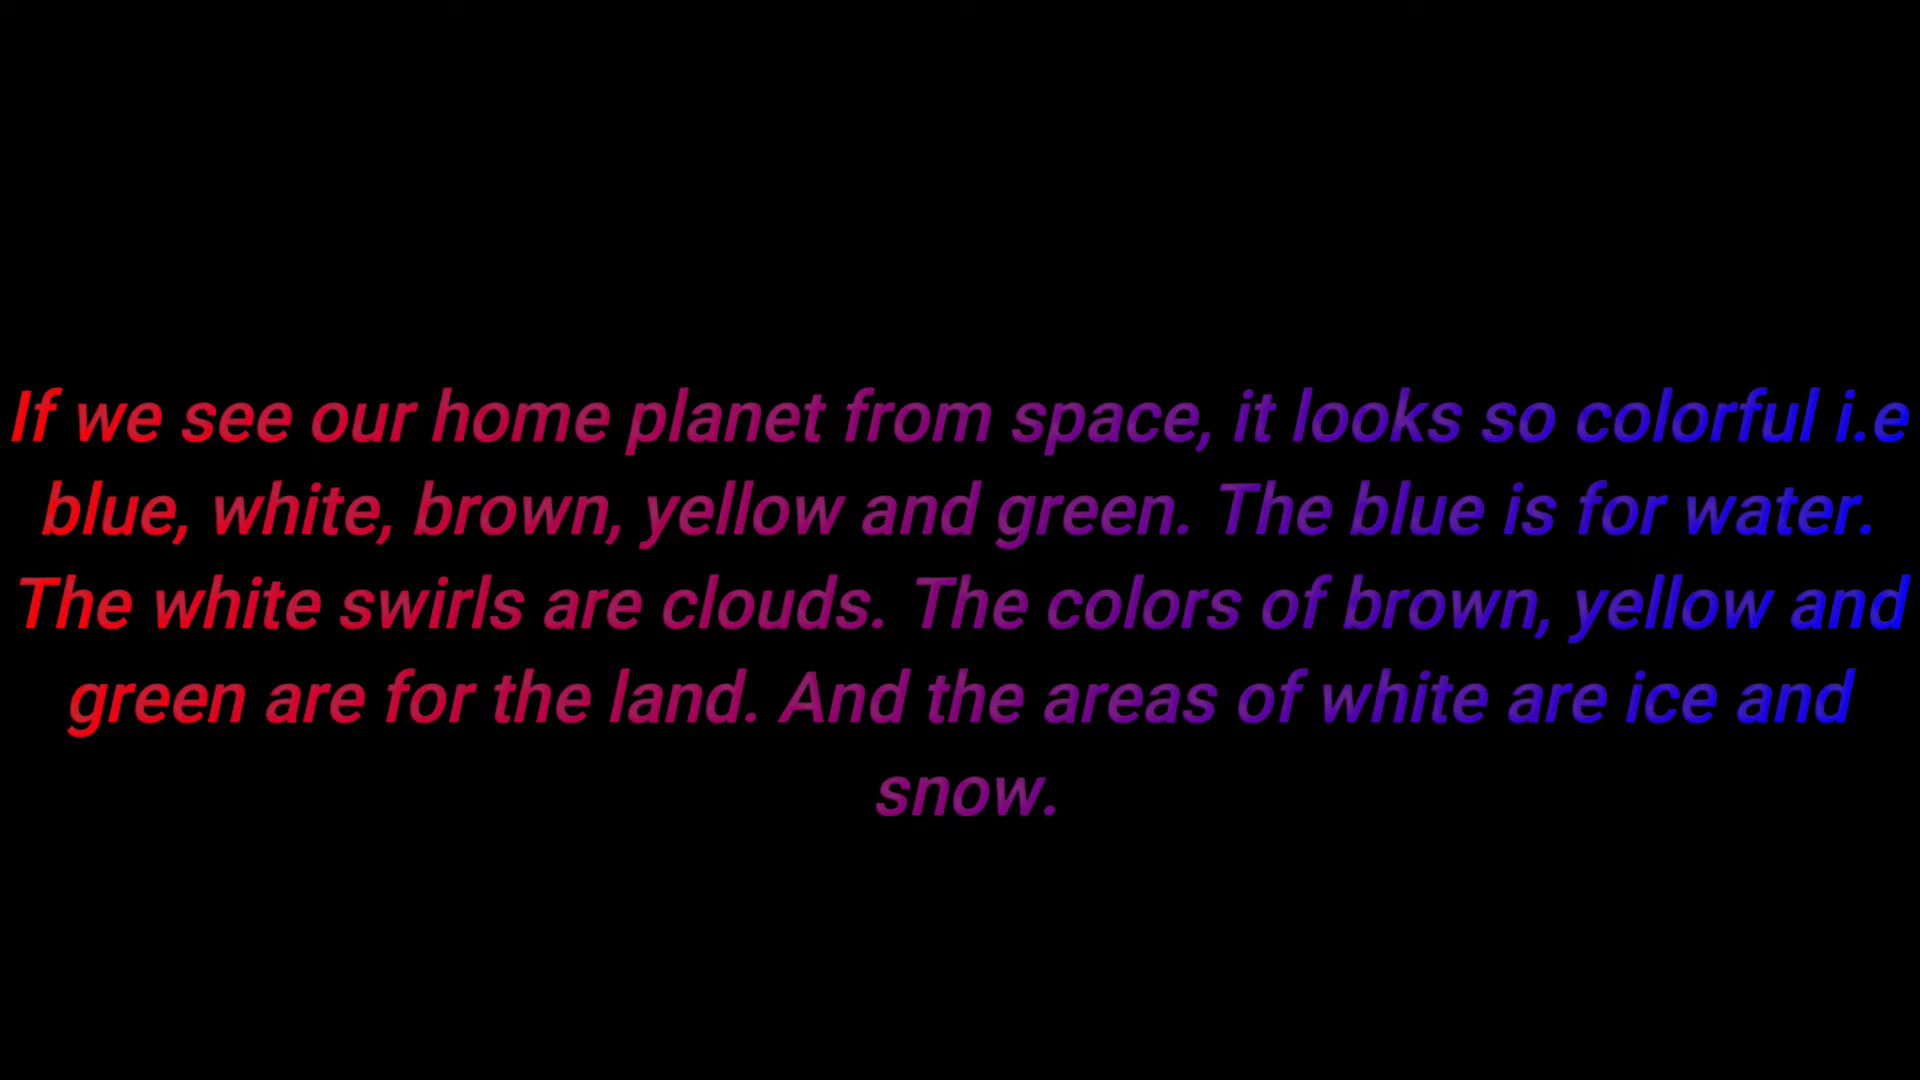 If we see our home planet from space, it looks so colorful i.e
blue, white, brown, yellow and green. The blue is for water.
The white swirls are clouds. The colors of brown, yellow and
green are for the land. And the areas of white are ice and
snow.